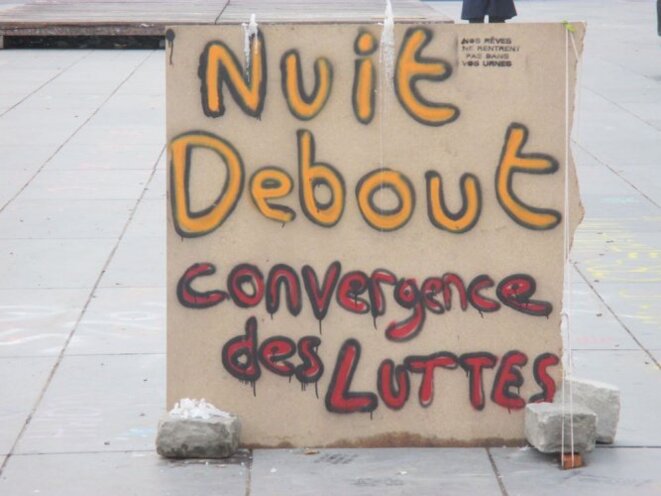 Nuit
NOS RÊVES
NE RENTRENT
PAS DANS
VOS URNES
Debout
convergence
des LUTTES